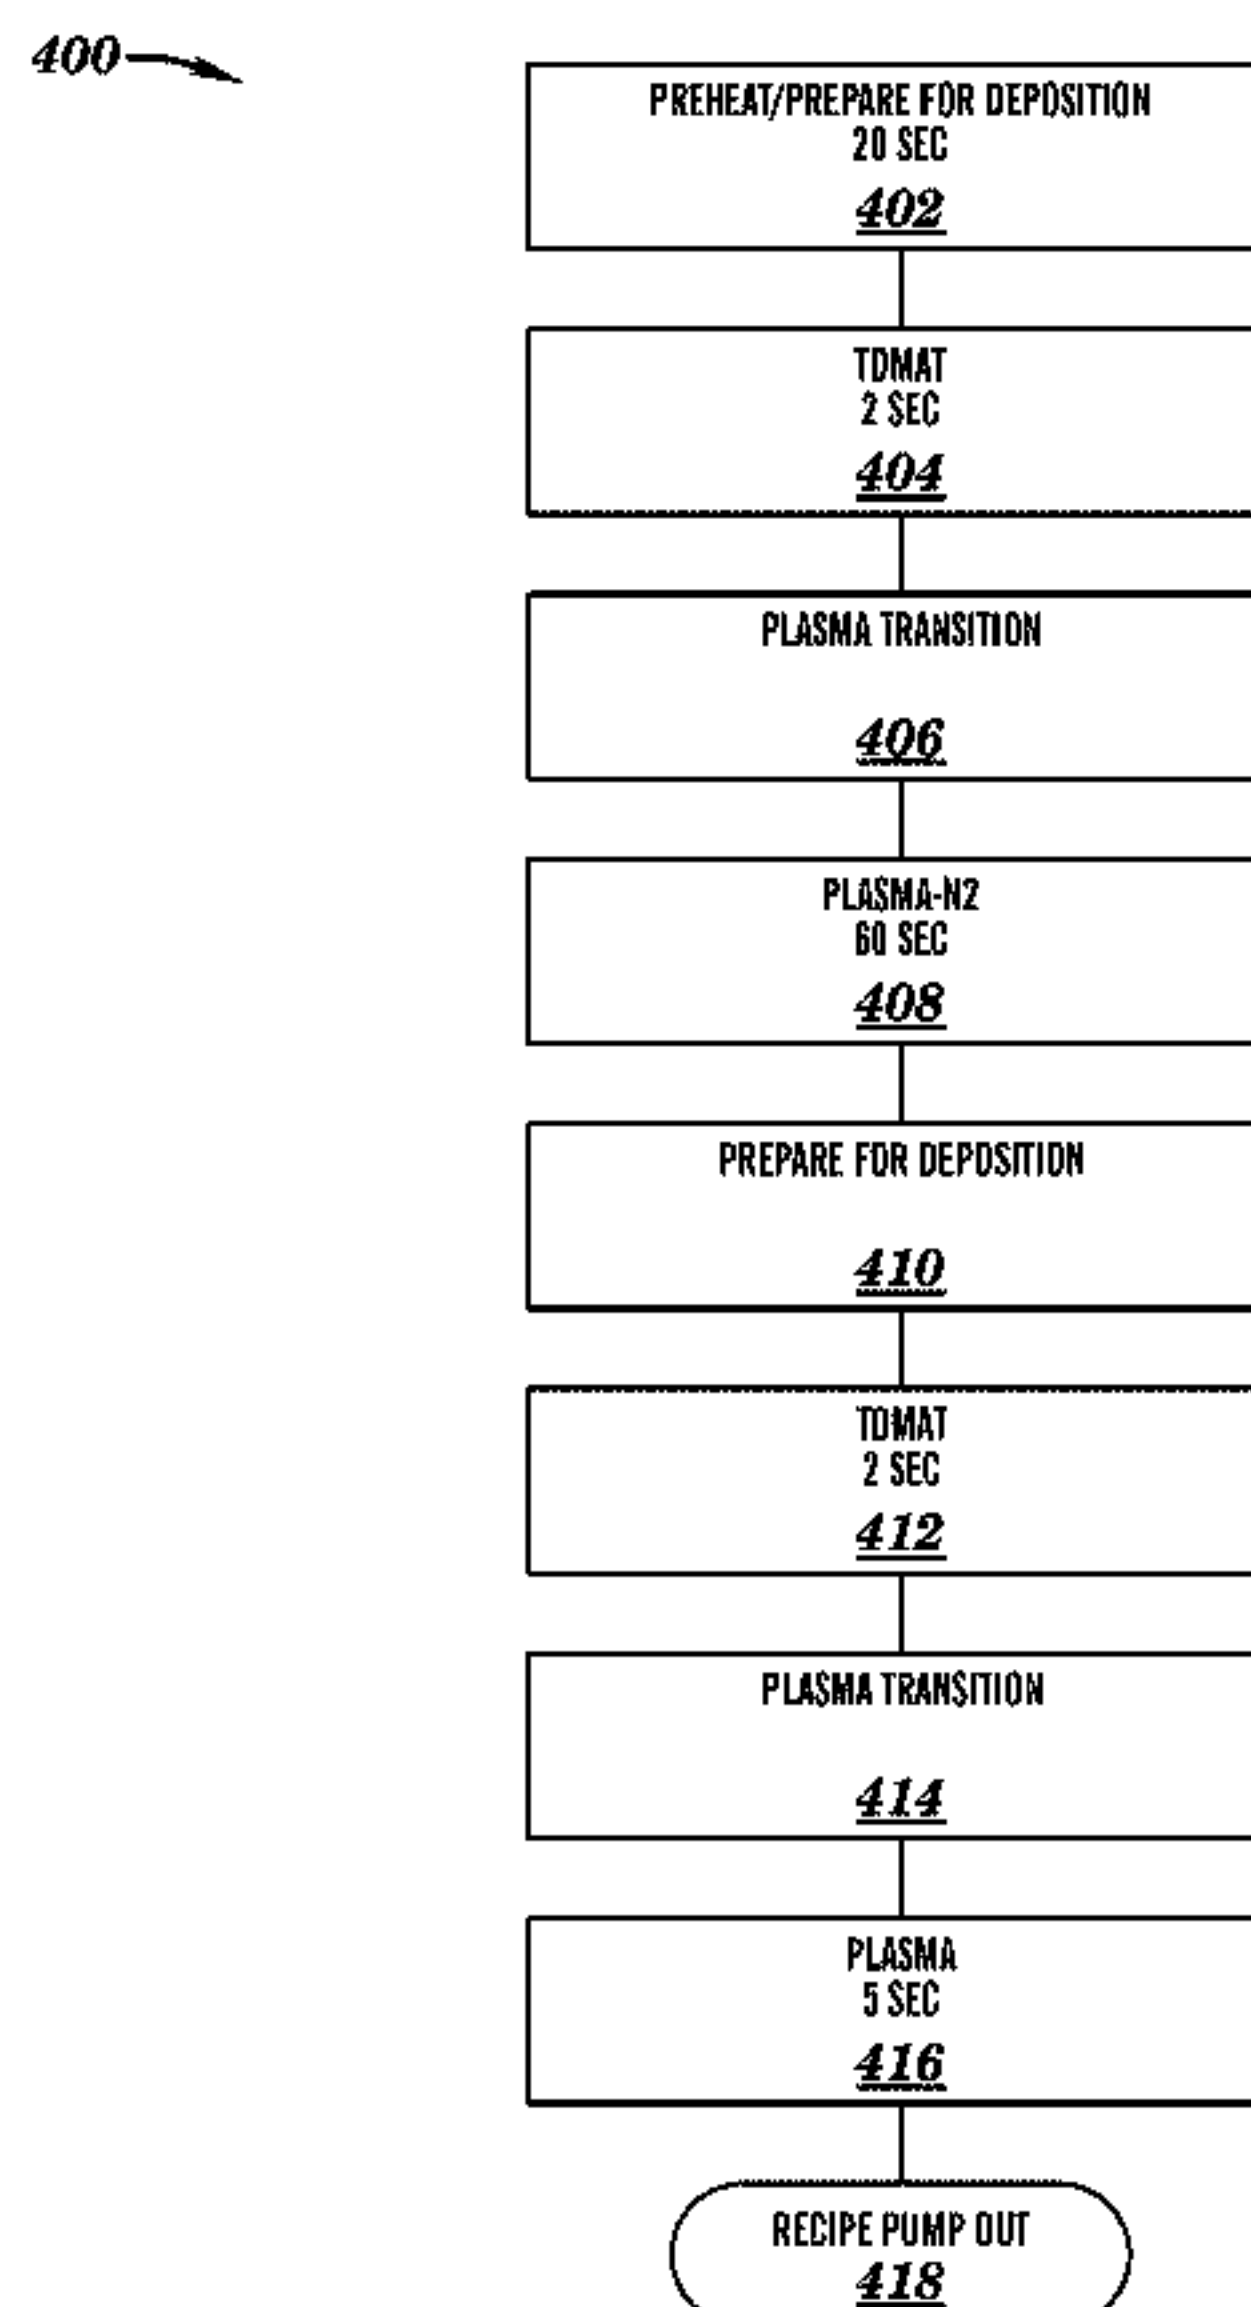 400
PREHEAT/PREPARE FOR DEPOSITION
20 SEC
402
TDMAT
2 SEC
404
PLASMA TRANSITION
406
PLASMA-N2
60 SEC
408
PREPARE FOR DEPOSITION
410
TDMAT
2 SEC
412
PLASMA TRANSITION
414
PLASMA
5 SEC
416
RECIPE PUMP OUT
418